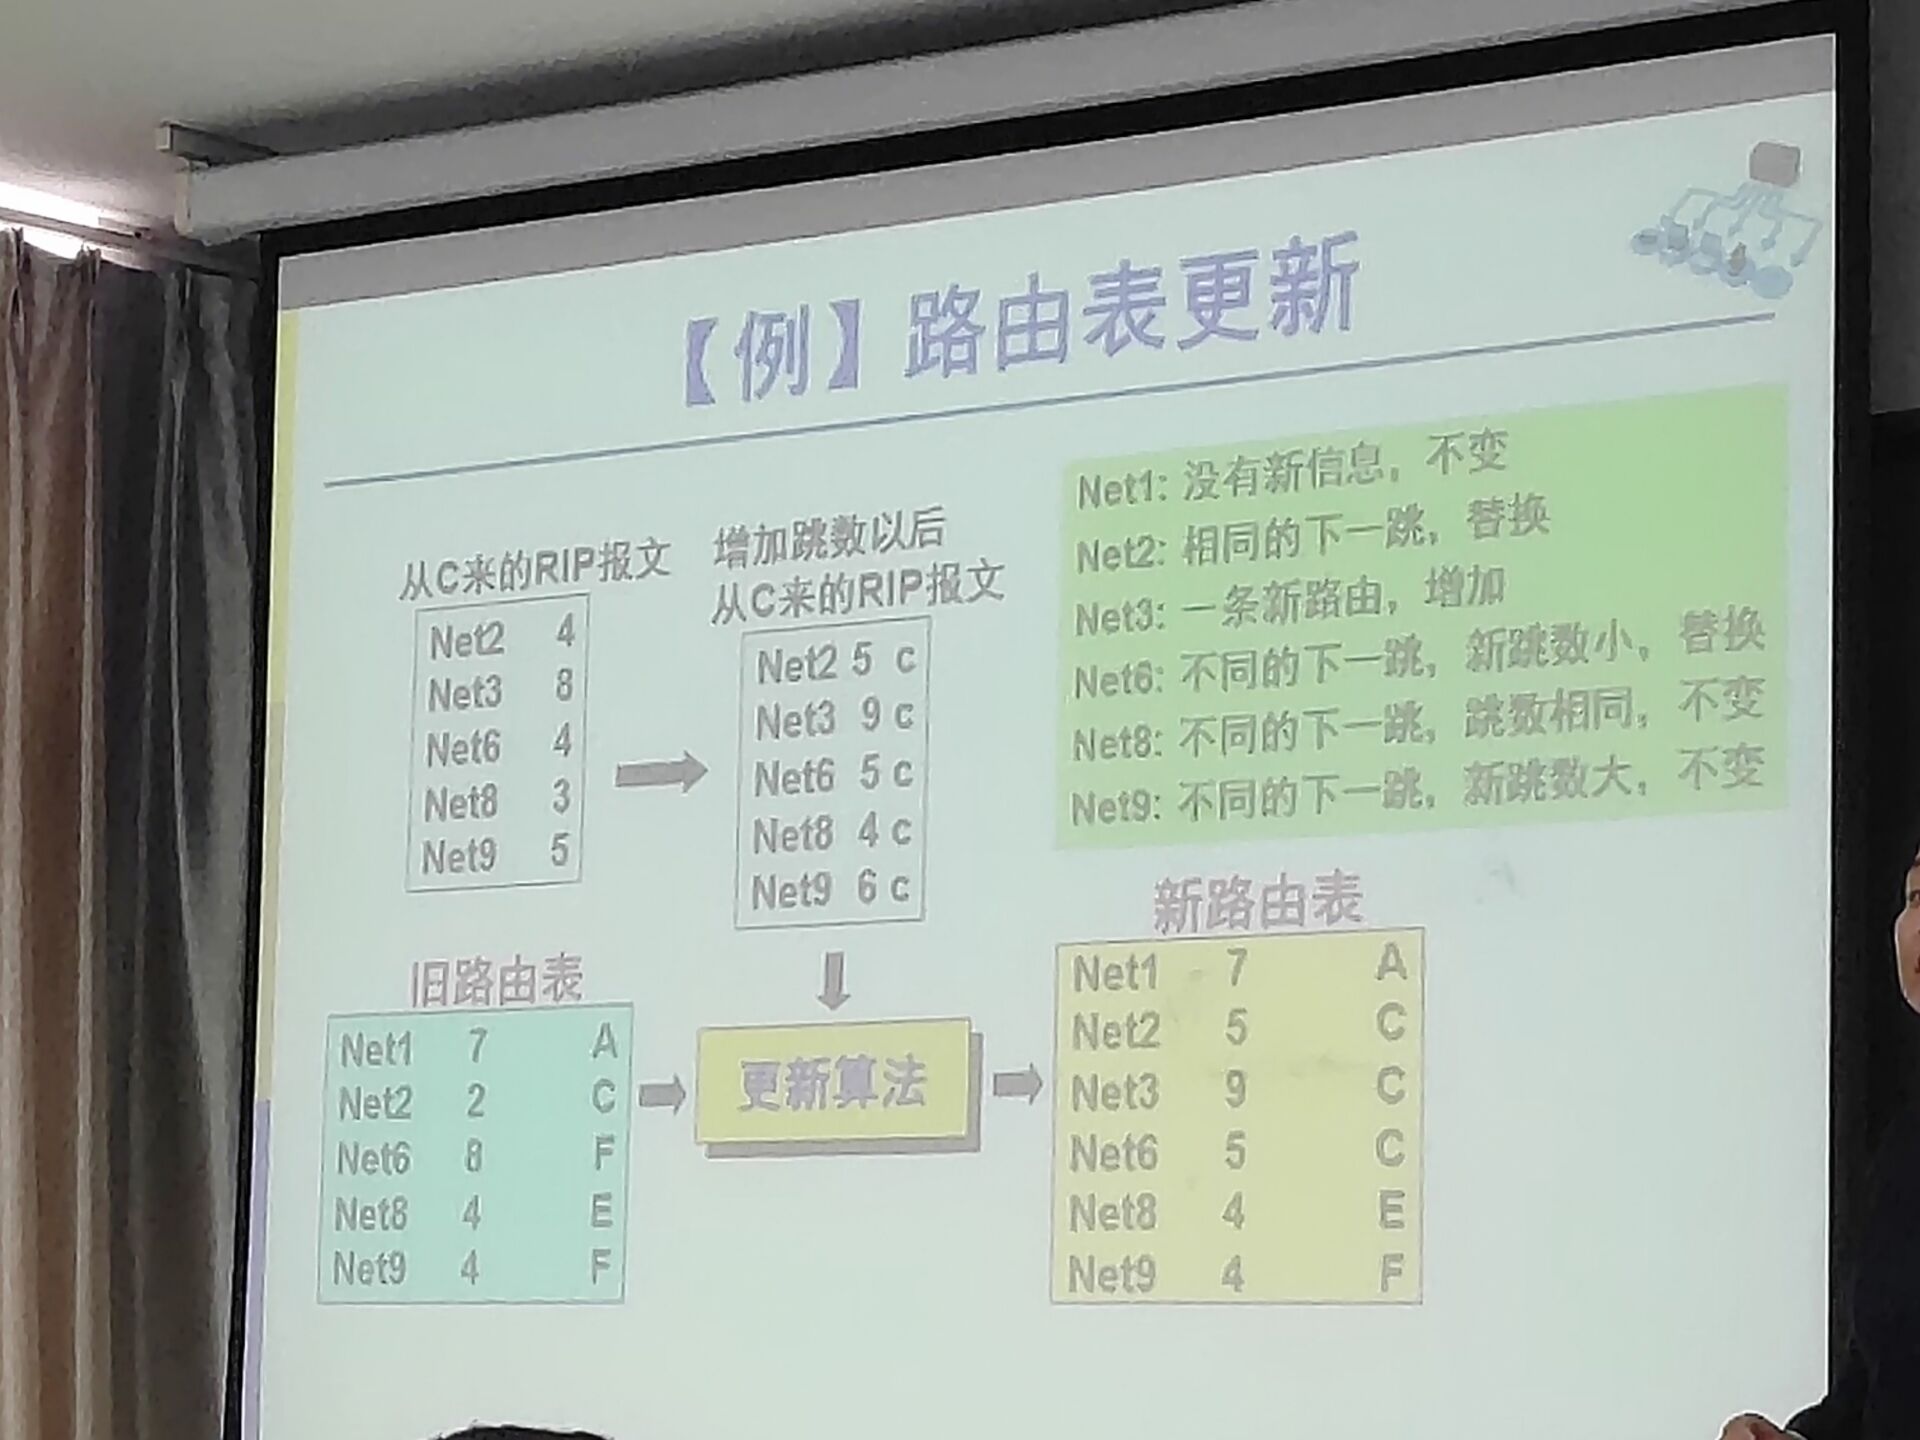 【例】路由表更新
从C来的RIP报文
Net2 4
Net3 8
Net6 4
Net8 3
Net9 5
增加跳数以后
从C来的RIP报文
Net2 5 c
Net3 9 c
Net6 5 c
Net8 4 c
Net9 6 c
Net1: 没有新信息，不变
Net2: 相同的下一跳，替换
Net3: 一条新路由，增加
Net6: 不同的下一跳，新跳数小，替换
Net8: 不同的下一跳，跳数相同，不变
Net9: 不同的下一跳，新跳数大，不变
旧路由表
Net1 7 A
Net2 2 C
Net6 8 F
Net8 4 E
Net9 4 F
更新算法
新路由表
Net1 7 A
Net2 5 C
Net3 9 C
Net6 5 C
Net8 4 E
Net9 4 F